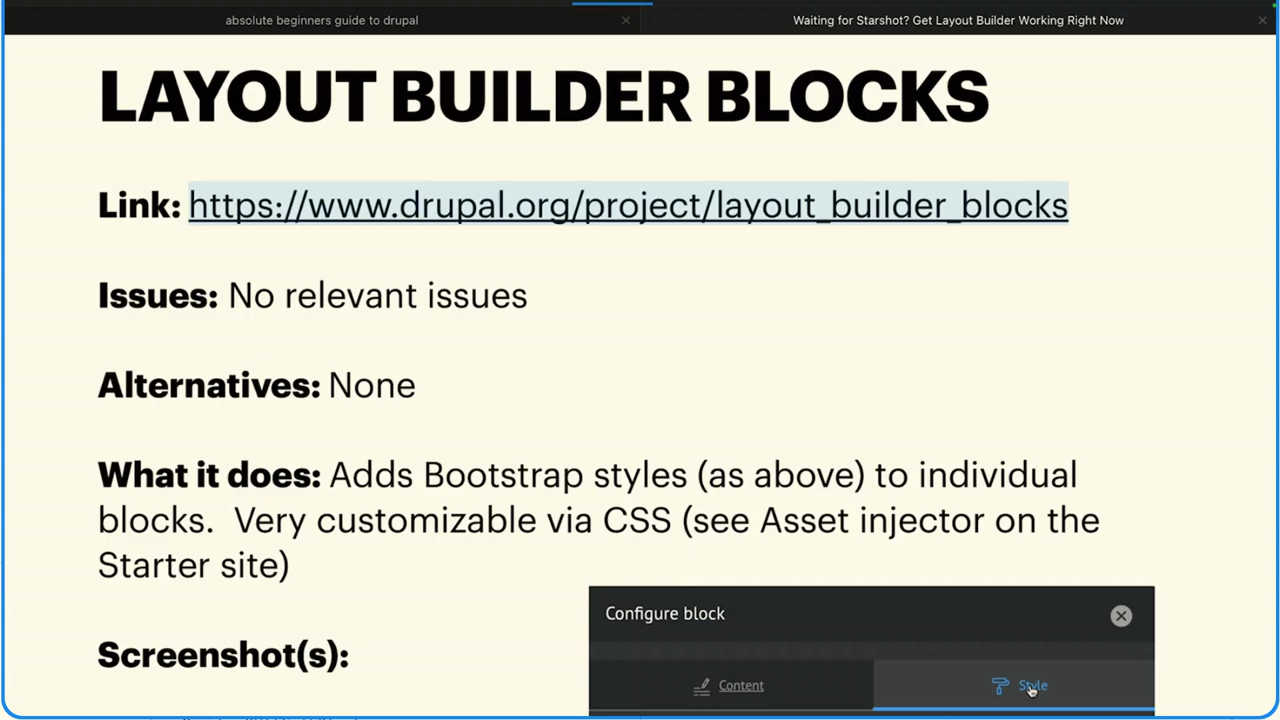 absolute beginners guide to drupal
Waiting for Starshot? Get Layout Builder Working Right Now
LAYOUT BUILDER BLOCKS
Link: https://www.drupal.org/project/layout_builder_blocks
Issues: No relevant issues
Alternatives: None
What it does: Adds Bootstrap styles (as above) to individual
blocks. Very customizable via CSS (see Asset injector on the
Starter site)
Configure block
Screenshot(s):
Content
Style